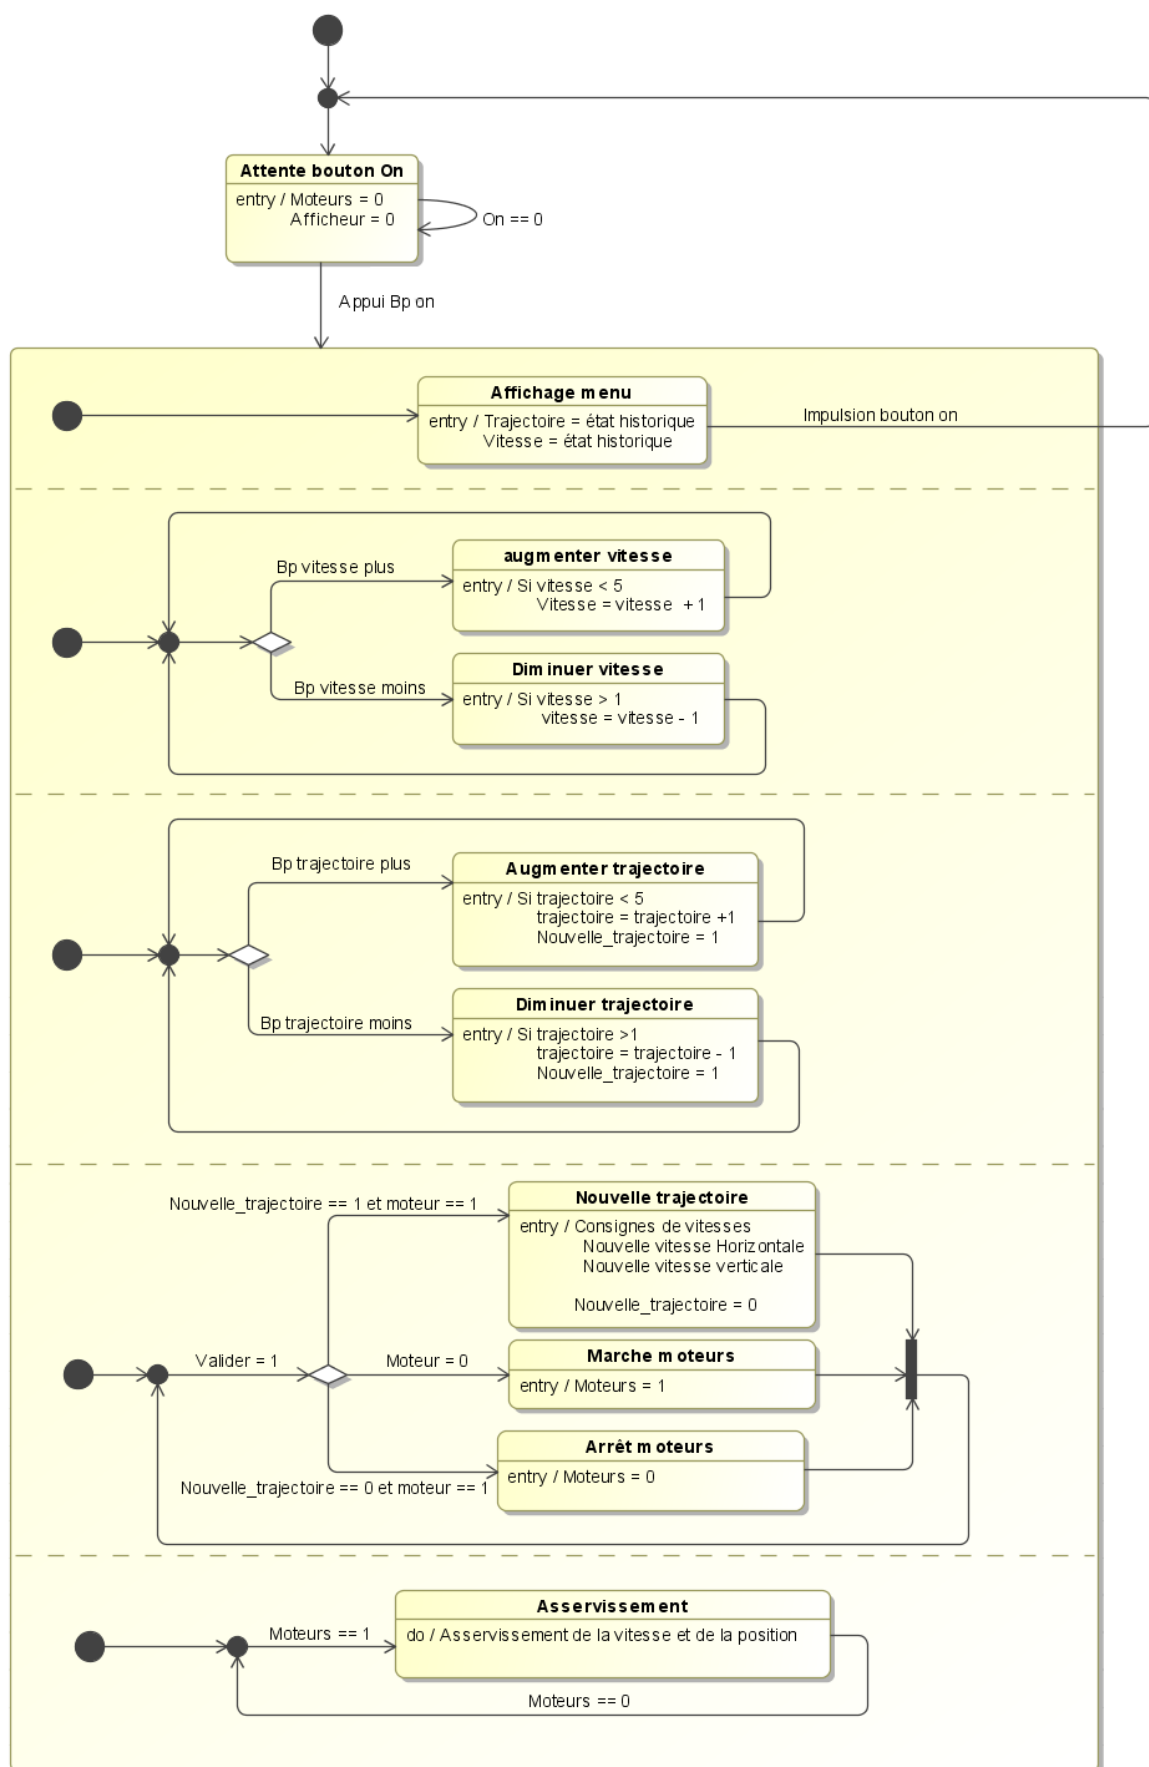 Attente bouton On
entry / Moteurs = 0
Afficheur = 0
On == 0
Appui Bp on
Affichage menu
entry / Trajectoire = état historique
Vitesse = état historique
Impulsion bouton on
augmenter vitesse
Bp vitesse plus
entry / Si vitesse < 5
Vitesse = vitesse + 1
Diminuer vitesse
Bp vitesse moins
entry / Si vitesse > 1
vitesse = vitesse - 1
Bp trajectoire plus
Augmenter trajectoire
entry / Si trajectoire < 5
trajectoire = trajectoire +1
Nouvelle_trajectoire = 1
Diminuer trajectoire
Bp trajectoire moins
entry / Si trajectoire >1
trajectoire = trajectoire - 1
Nouvelle_trajectoire = 1
Nouvelle_trajectoire == 1 et moteur == 1
Nouvelle trajectoire
entry / Consignes de vitesses
Nouvelle vitesse Horizontale
Nouvelle vitesse verticale
Nouvelle_trajectoire = 0
Valider = 1
Moteur = 0
Marche moteurs
entry / Moteurs = 1
Arrêt moteurs
entry / Moteurs = 0
Nouvelle_trajectoire == 0 et moteur == 1
Asservissement
Moteurs == 1
do / Asservissement de la vitesse et de la position
Moteurs == 0